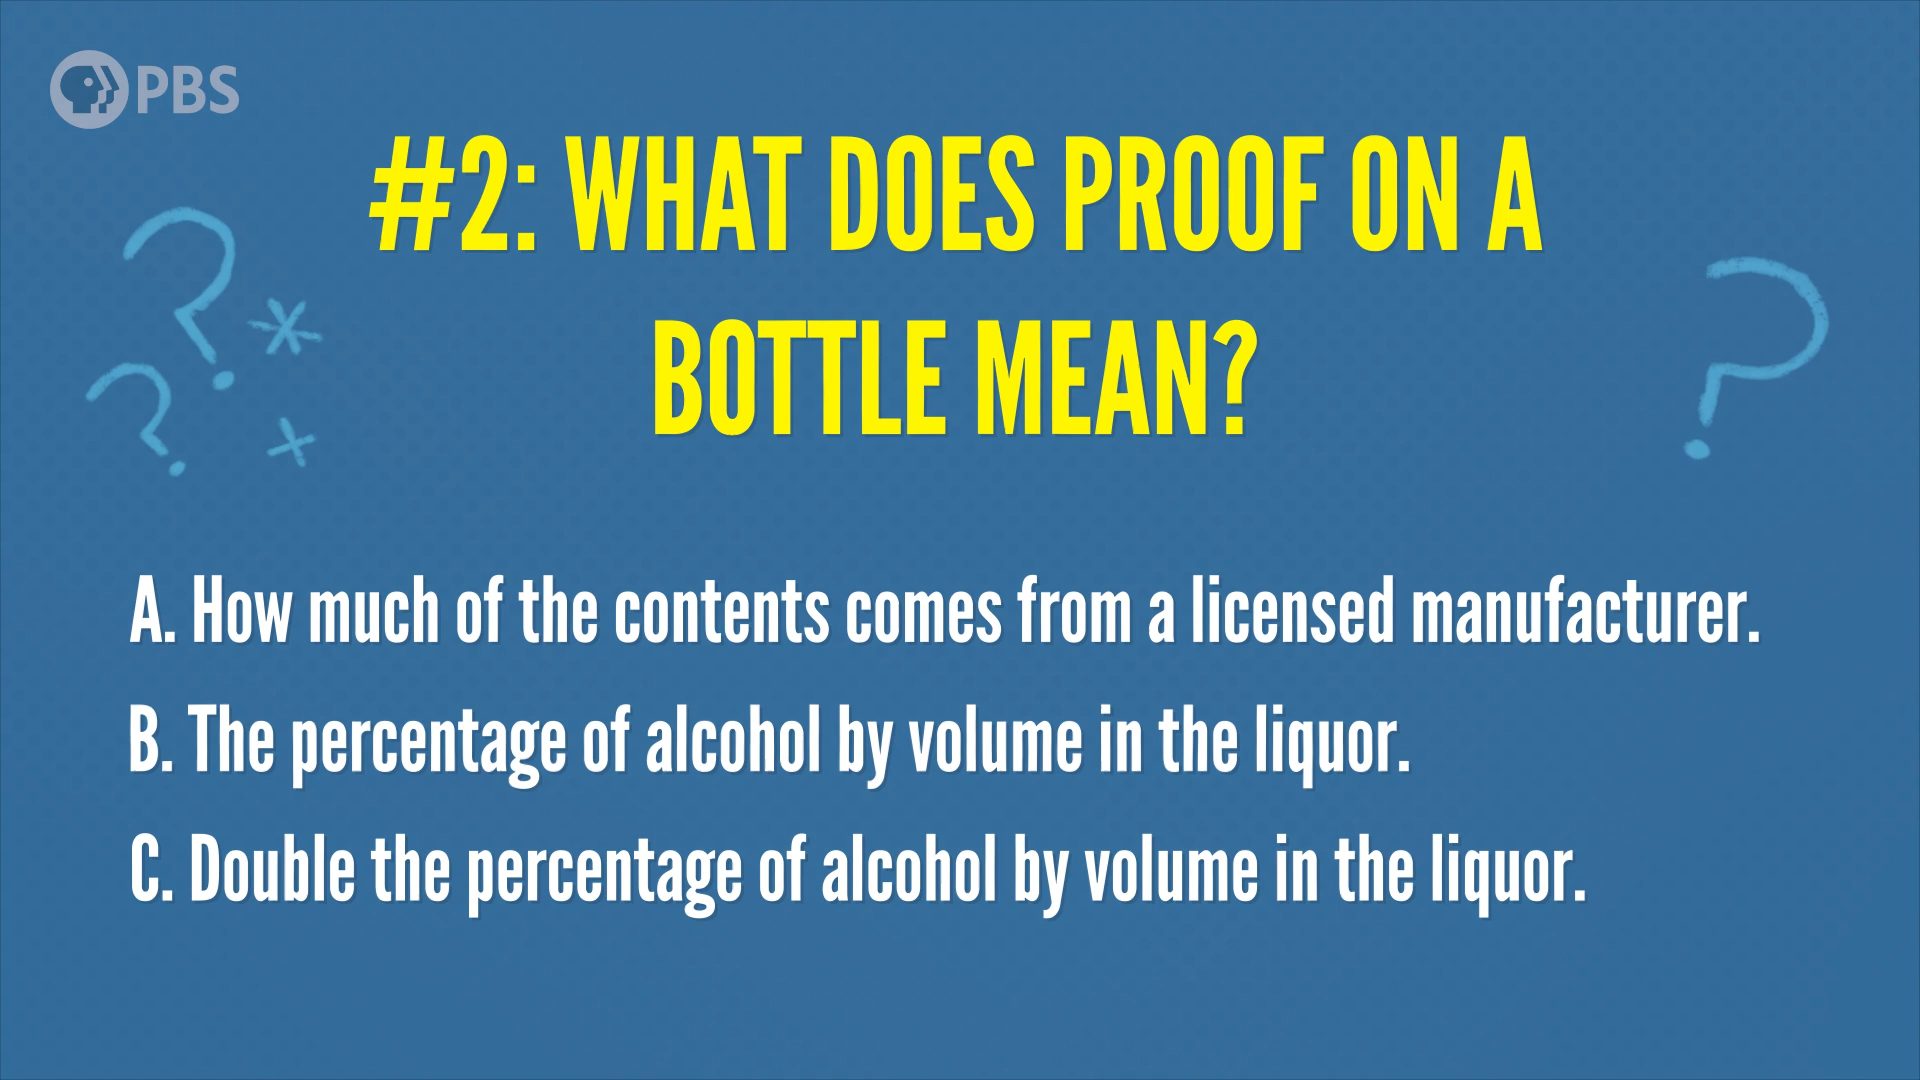 PBS
#2: WHAT DOES PROOF ON A
BOTTLE MEAN?
A. How much of the contents comes from a licensed manufacturer.
B. The percentage of alcohol by volume in the liquor.
C. Double the percentage of alcohol by volume in the liquor.